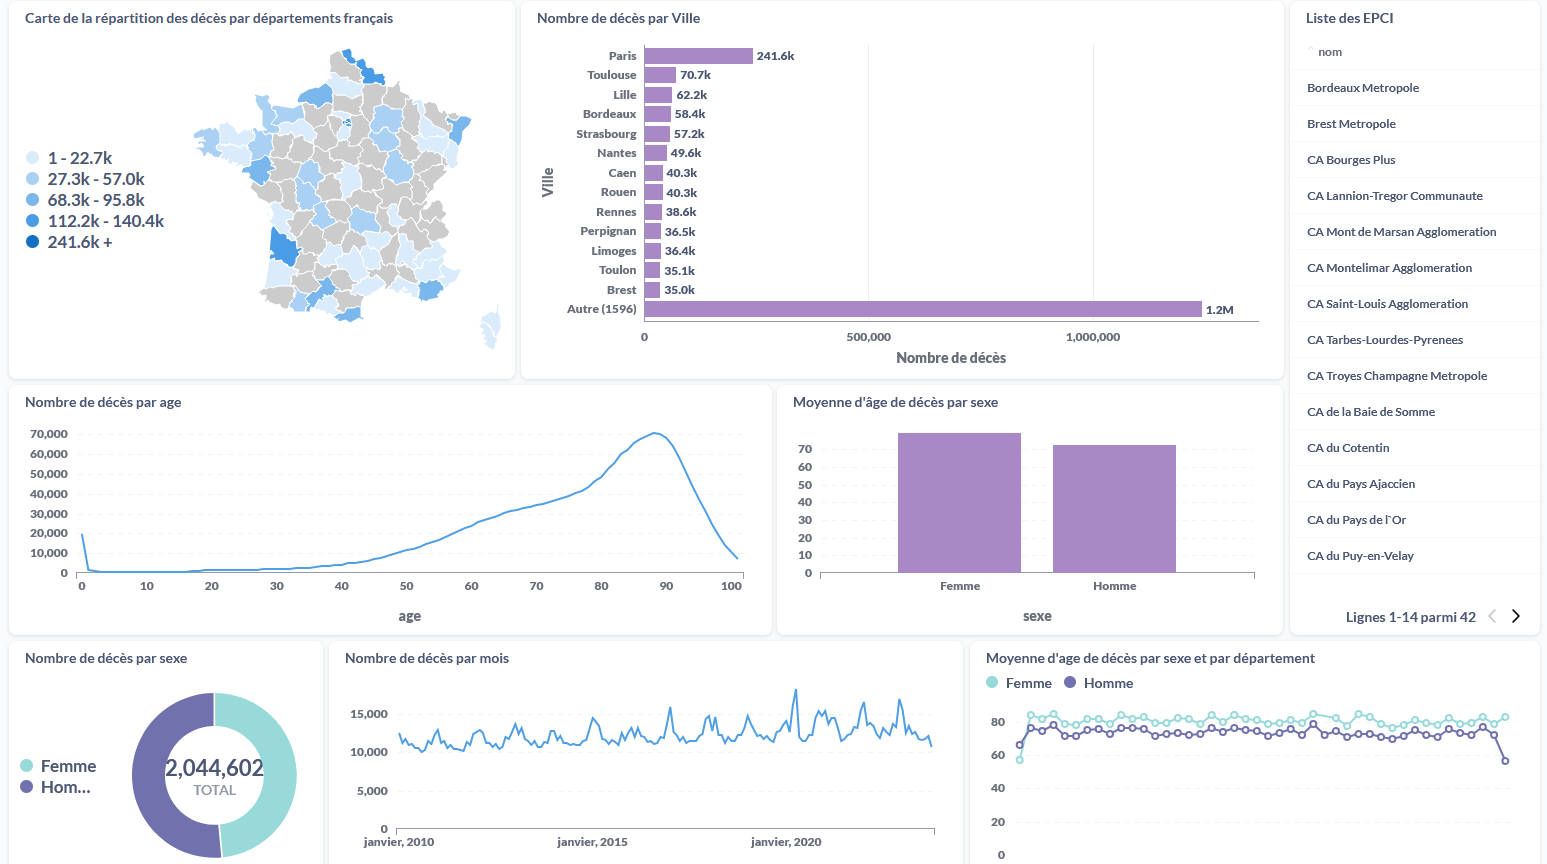 Carte de la répartition des décès par départements français
1 - 22.7k
27.3k - 57.0k
68.3k - 95.8k
112.2k - 140.4k
241.6k +
Nombre de décès par Ville
Ville
Paris 241.6k
Toulouse 70.7k
Lille 62.2k
Bordeaux 58.4k
Strasbourg 57.2k
Nantes 49.6k
Caen 40.3k
Rouen 40.3k
Rennes 38.6k
Perpignan 36.5k
Limoges 36.4k
Toulon 35.1k
Brest 35.0k
Autre (1596) 1.2M
0 500,000 1,000,000
Nombre de décès
Liste des EPCI
nom
Bordeaux Metropole
Brest Metropole
CA Bourges Plus
CA Lannion-Tregor Communaute
CA Mont de Marsan Agglomeration
CA Montelimar Agglomeration
CA Saint-Louis Agglomeration
CA Tarbes-Lourdes-Pyrenees
CA Troyes Champagne Metropole
CA de la Baie de Somme
CA du Cotentin
CA du Pays Ajaccien
CA du Pays de l`Or
CA du Puy-en-Velay
Lignes 1-14 parmi 42
Nombre de décès par age
70,000
60,000
50,000
40,000
30,000
20,000
10,000
0
0 10 20 30 40 50 60 70 80 90 100
age
Moyenne d'âge de décès par sexe
70
60
50
40
30
20
10
0
Femme Homme
sexe
Nombre de décès par sexe
Femme
Hom...
2,044,602
TOTAL
Nombre de décès par mois
15,000
10,000
5,000
0
janvier, 2010 janvier, 2015 janvier, 2020
Moyenne d'age de décès par sexe et par département
Femme Homme
80
60
40
20
0